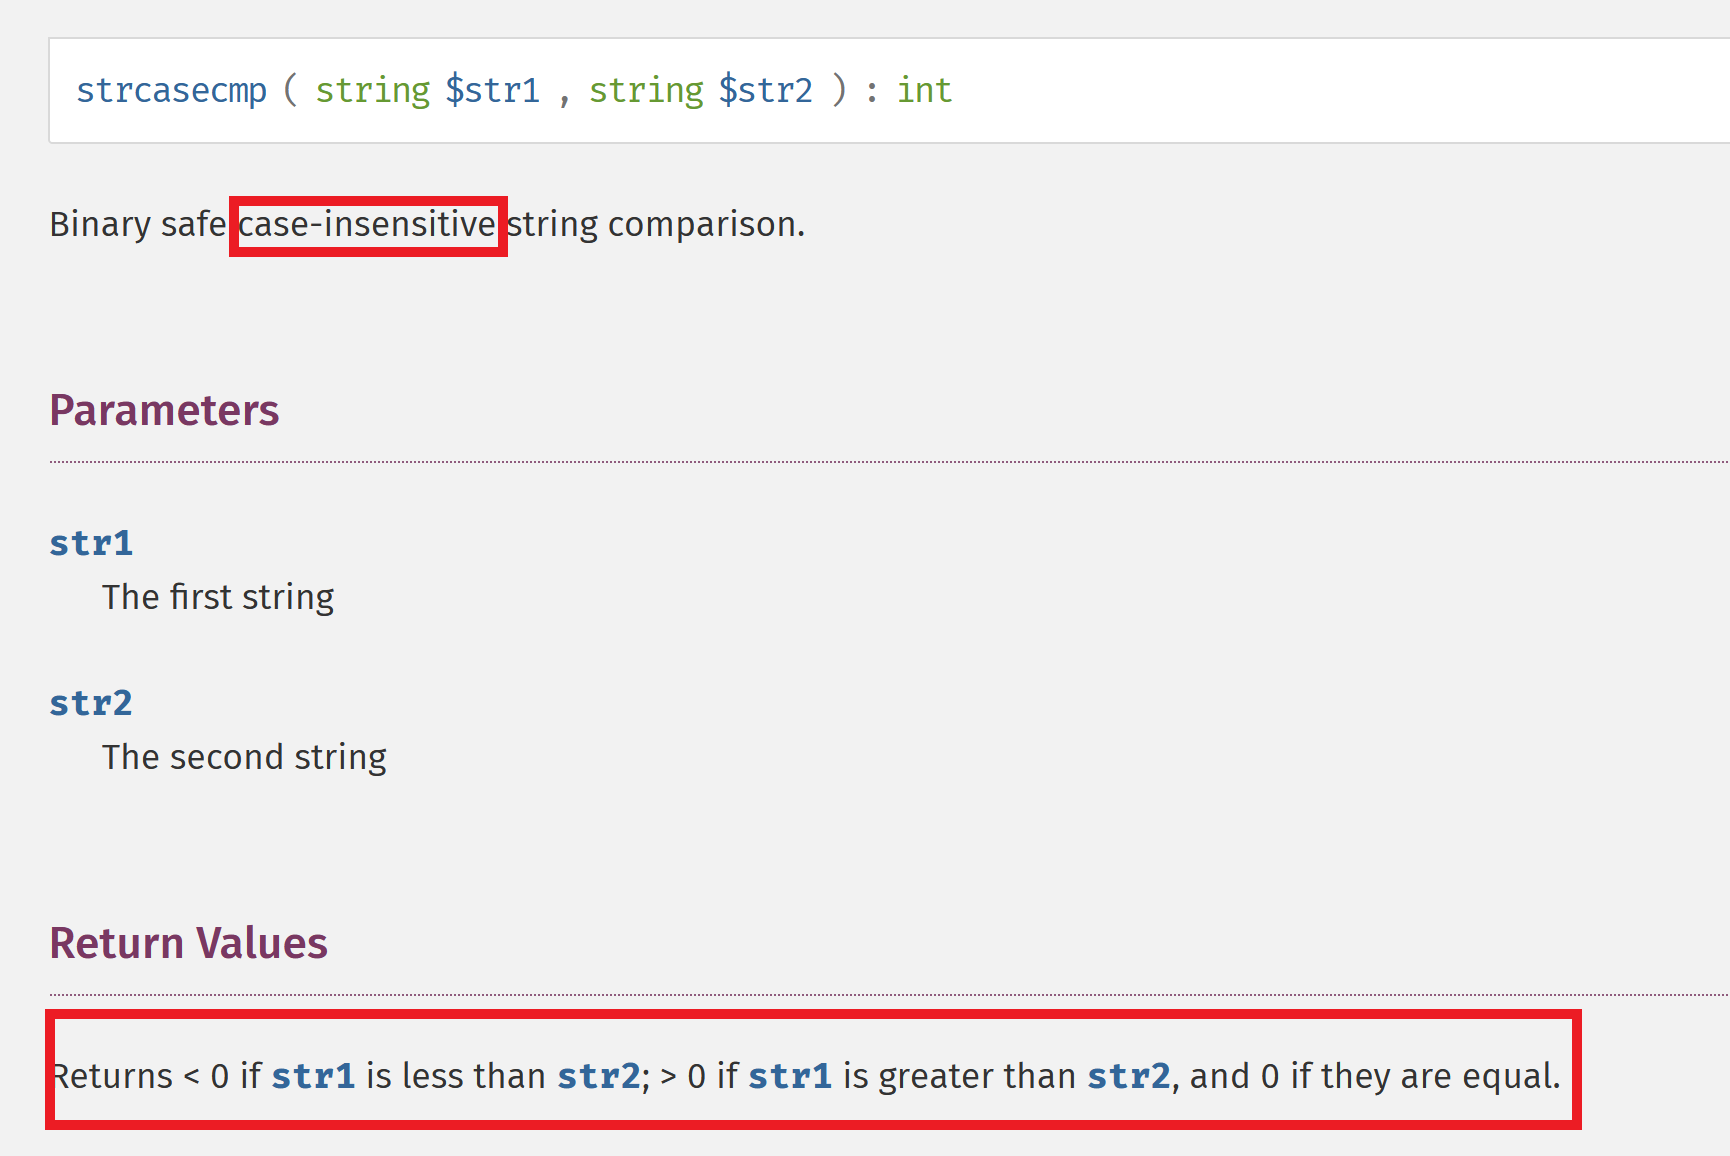 strcasecmp ( string $str1 , string $str2 ) : int
Binary safe case-insensitive string comparison.
Parameters
str1
The first string
str2
The second string
Return Values
Returns < 0 if str1 is less than str2; > 0 if str1 is greater than str2, and 0 if they are equal.